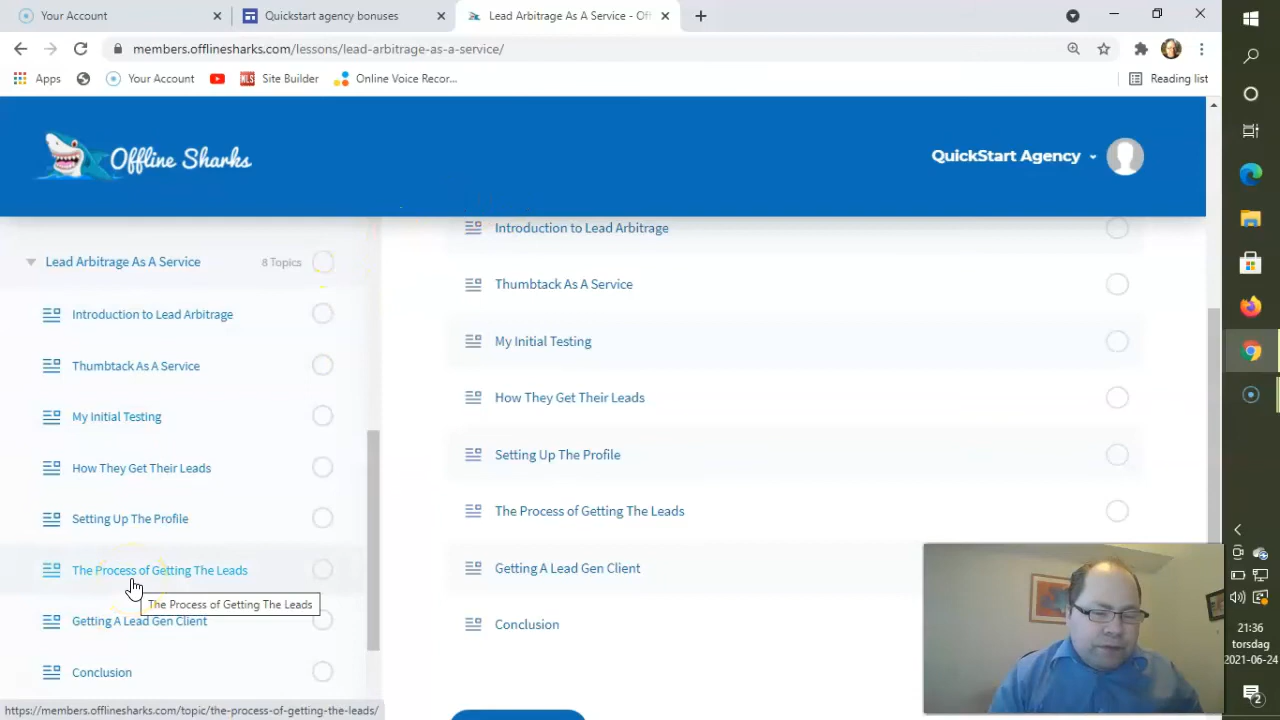 Your Account
Quickstart agency bonuses
Lead Arbitrage As A Service - Of
members.offlinesharks.com/lessons/lead-arbitrage-as-a-service/
Apps
Your Account
NLS
Site Builder
Online Voice Recor...
Reading list
Offline Sharks
QuickStart Agency
Lead Arbitrage As A Service
8 Topics
Introduction to Lead Arbitrage
Thumbtack As A Service
My Initial Testing
How They Get Their Leads
Setting Up The Profile
The Process of Getting The Leads
The Process of Getting The Leads
Getting A Lead Gen Client
Conclusion
https://members.offlinesharks.com/topic/the-process-of-getting-the-leads/
Introduction to Lead Arbitrage
Thumbtack As A Service
My Initial Testing
How They Get Their Leads
Setting Up The Profile
The Process of Getting The Leads
Getting A Lead Gen Client
Conclusion
21:36
torsdag
2021-06-24
2